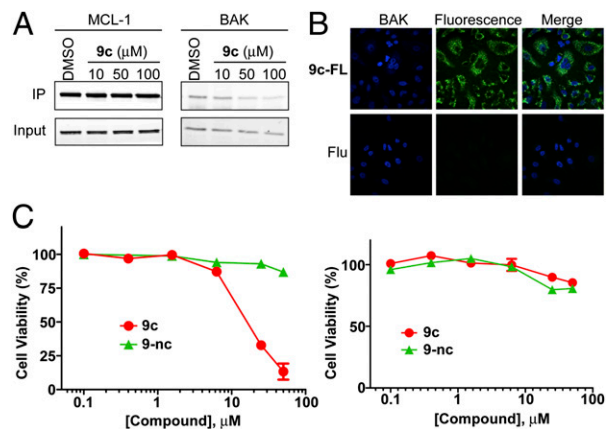 A
MCL-1
BAK
DMSO
9c (μM)
10 50 100
DMSO
9c (μM)
10 50 100
IP
Input
B
BAK Fluorescence Merge
9c-FL
Flu
C
Cell Viability (%)
100
75
50
25
0
9c
9-nc
0.1 1 10 100
[Compound], μM
Cell Viability (%)
100
50
0
9c
9-nc
0.1 1 10 100
[Compound], μM